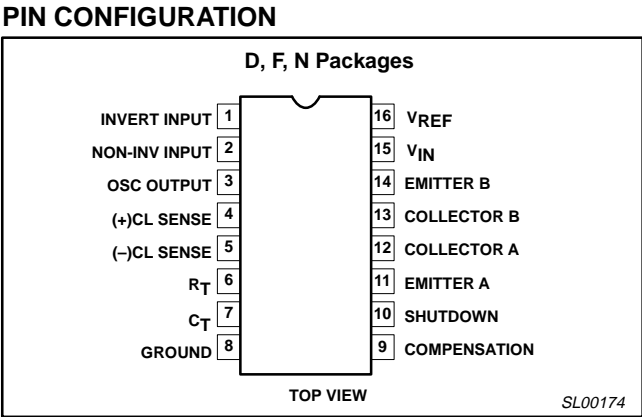 PIN CONFIGURATION
D, F, N Packages
INVERT INPUT 1 16 VREF
NON-INV INPUT 2 15 VIN
OSC OUTPUT 3 14 EMITTER B
(+)CL SENSE 4 13 COLLECTOR B
(–)CL SENSE 5 12 COLLECTOR A
RT 6 11 EMITTER A
CT 7 10 SHUTDOWN
GROUND 8 9 COMPENSATION
TOP VIEW
SL00174